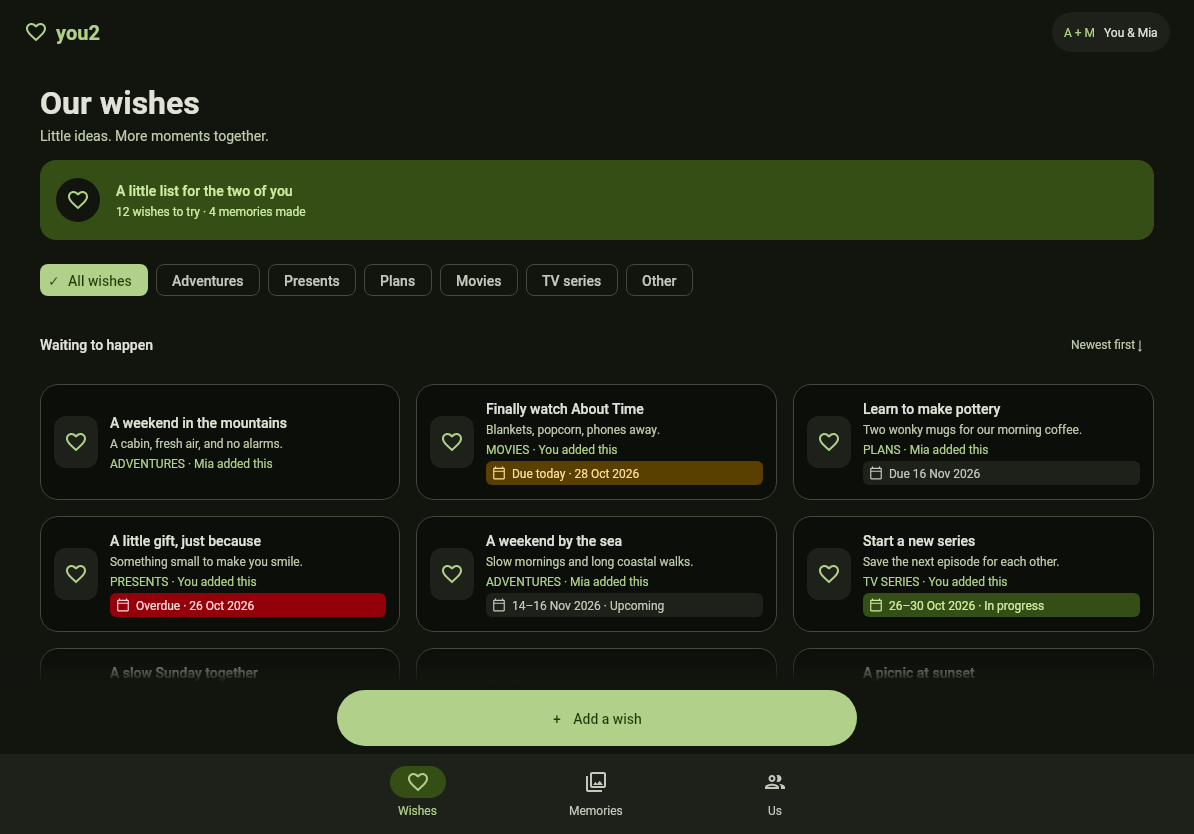 you2
A + M You & Mia
Our wishes
Little ideas. More moments together.
A little list for the two of you
12 wishes to try · 4 memories made
✓ All wishes
Adventures
Presents
Plans
Movies
TV series
Other
Waiting to happen
Newest first ↓
A weekend in the mountains
A cabin, fresh air, and no alarms.
ADVENTURES · Mia added this
Finally watch About Time
Blankets, popcorn, phones away.
MOVIES · You added this
Due today · 28 Oct 2026
Learn to make pottery
Two wonky mugs for our morning coffee.
PLANS · Mia added this
Due 16 Nov 2026
A little gift, just because
Something small to make you smile.
PRESENTS · You added this
Overdue · 26 Oct 2026
A weekend by the sea
Slow mornings and long coastal walks.
ADVENTURES · Mia added this
14–16 Nov 2026 · Upcoming
Start a new series
Save the next episode for each other.
TV SERIES · You added this
26–30 Oct 2026 · In progress
A slow Sunday together
A picnic at sunset
+ Add a wish
Wishes
Memories
Us